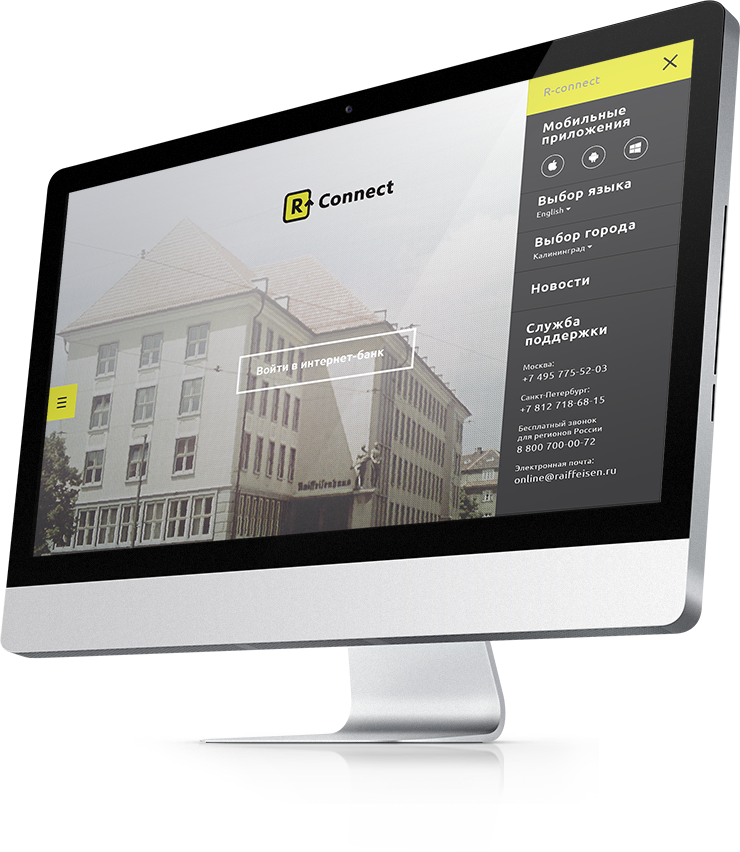 R-connect
Мобильные
приложения
R Connect
Выбор языка
English
Выбор города
Калининград
Новости
Войти в интернет-банк
Служба
поддержки
Москва:
+7 495 775-52-03
Санкт-Петербург:
+7 812 718-68-15
Бесплатный звонок
для регионов России
8 800 700-00-72
Электронная почта:
online@raiffeisen.ru
Raiffeisenhaus